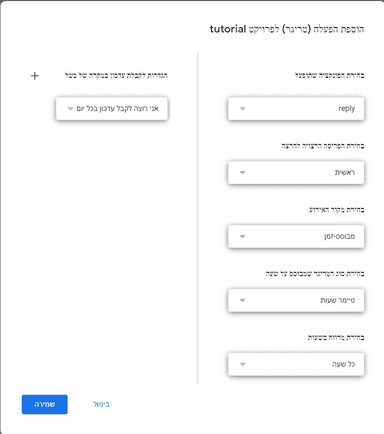 הוספת הפעלה (טריגר) לפרויקט tutorial
בחירת הפונקציה שתופעל
reply
בחירת הפריסה הרצויה להרצה
ראשית
בחירת מקור האירוע
מבוסס-זמן
בחירת סוג הטריגר שמבוסס על שעה
טיימר שעות
בחירת מרווח בשעות
כל שעה
הגדרות לקבלת עדכון במקרה של כשל
+
אני רוצה לקבל עדכון בכל יום
ביטול
שמירה